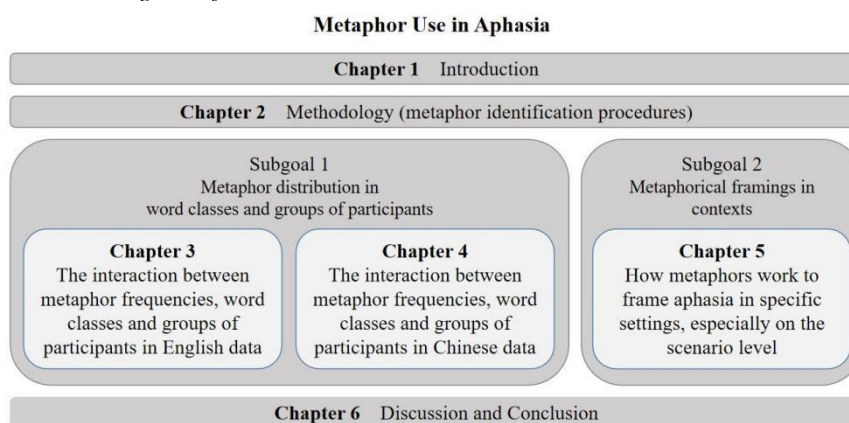 Metaphor Use in Aphasia
Chapter 1 Introduction
Chapter 2 Methodology (metaphor identification procedures)
Subgoal 1
Metaphor distribution in
word classes and groups of participants
Chapter 3
The interaction between
metaphor frequencies, word
classes and groups of
participants in English data
Chapter 4
The interaction between
metaphor frequencies, word
classes and groups of
participants in Chinese data
Subgoal 2
Metaphorical framings in
contexts
Chapter 5
How metaphors work to
frame aphasia in specific
settings, especially on the
scenario level
Chapter 6 Discussion and Conclusion